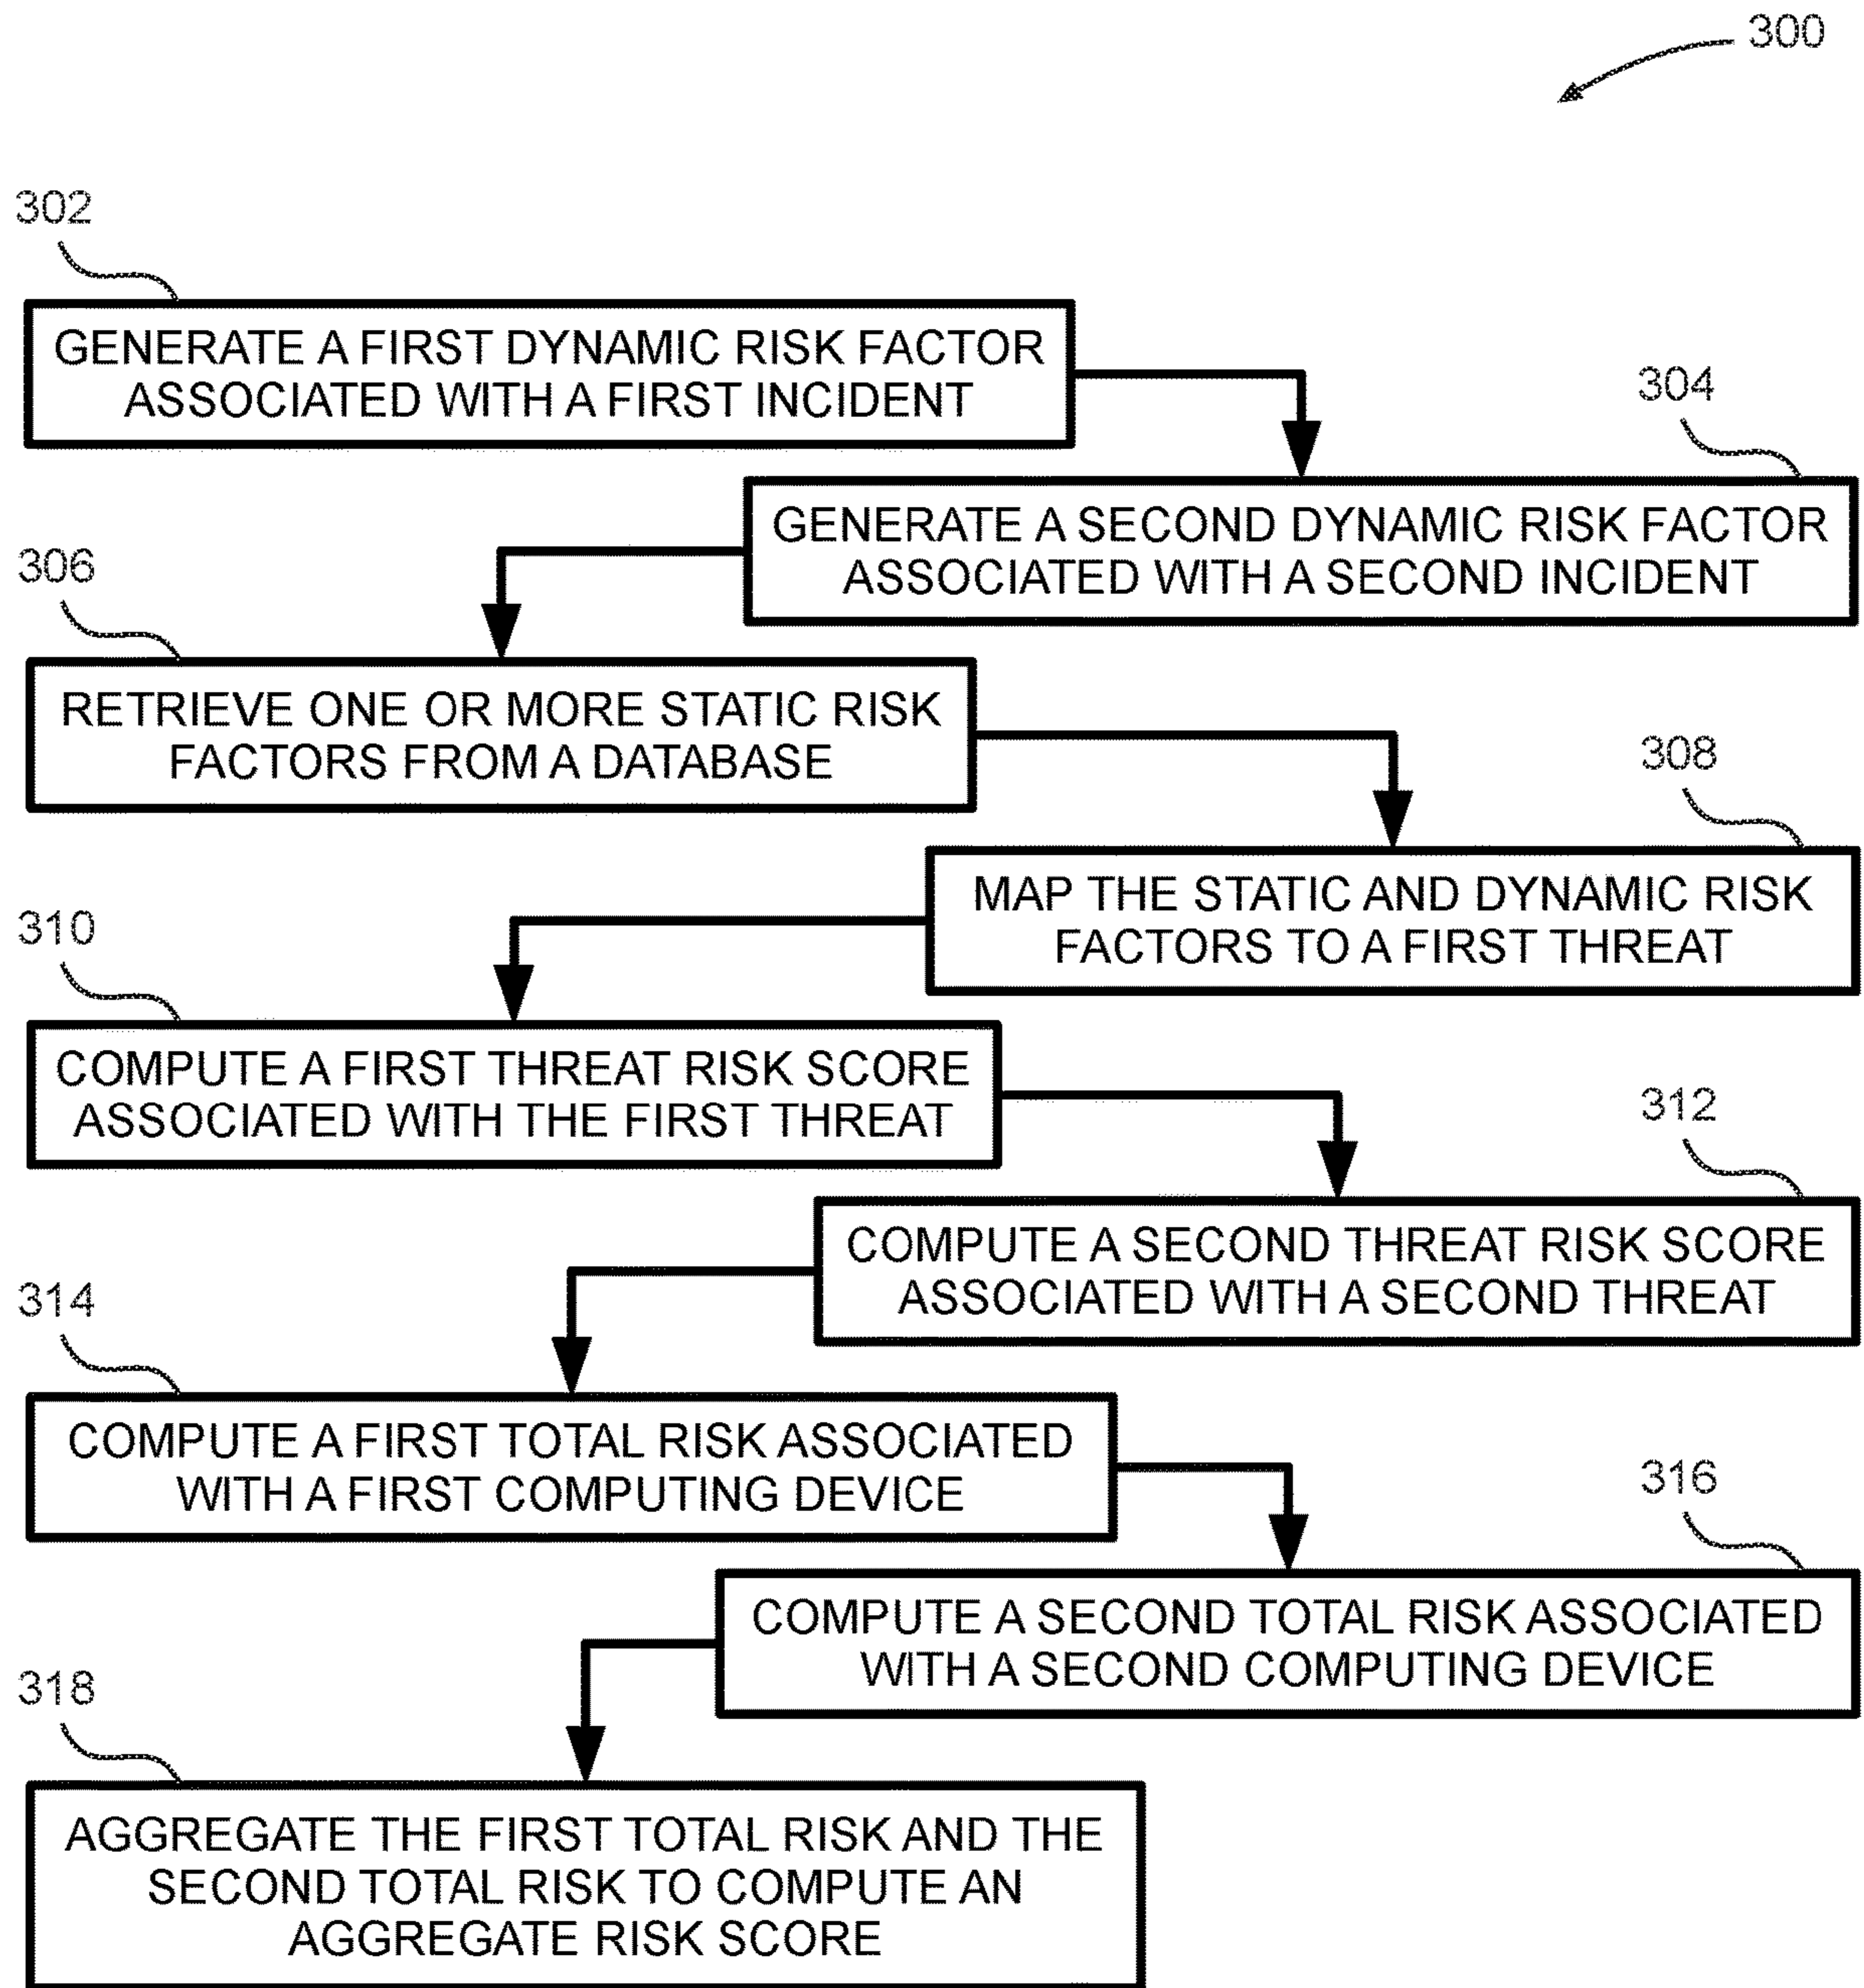 300
302
GENERATE A FIRST DYNAMIC RISK FACTOR
ASSOCIATED WITH A FIRST INCIDENT
304
GENERATE A SECOND DYNAMIC RISK FACTOR
ASSOCIATED WITH A SECOND INCIDENT
306
RETRIEVE ONE OR MORE STATIC RISK
FACTORS FROM A DATABASE
308
MAP THE STATIC AND DYNAMIC RISK
FACTORS TO A FIRST THREAT
310
COMPUTE A FIRST THREAT RISK SCORE
ASSOCIATED WITH THE FIRST THREAT
312
COMPUTE A SECOND THREAT RISK SCORE
ASSOCIATED WITH A SECOND THREAT
314
COMPUTE A FIRST TOTAL RISK ASSOCIATED
WITH A FIRST COMPUTING DEVICE
316
COMPUTE A SECOND TOTAL RISK ASSOCIATED
WITH A SECOND COMPUTING DEVICE
318
AGGREGATE THE FIRST TOTAL RISK AND THE
SECOND TOTAL RISK TO COMPUTE AN
AGGREGATE RISK SCORE